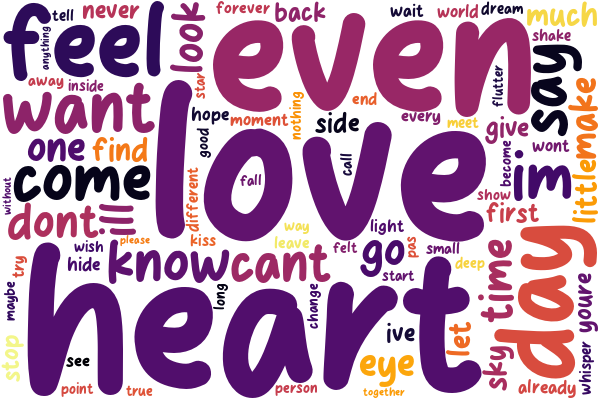 feel
tell
anything
never
look
forever
back
even
wait
world
dream
much
shake
away
inside
star
want
hope
moment
nothing
end
side
every
meet
flutter
give
say
make
wont
one
find
love
good
call
become
im
little
come
fall
without
dont
ill
different
show
first
way
light
please
kiss
leave
felt
go
pas
small
deep
sky
time
day
wish
hide
know
cant
start
try
maybe
heart
long
change
ive
let
stop
see
eye
youre
whisper
point
true
person
together
already